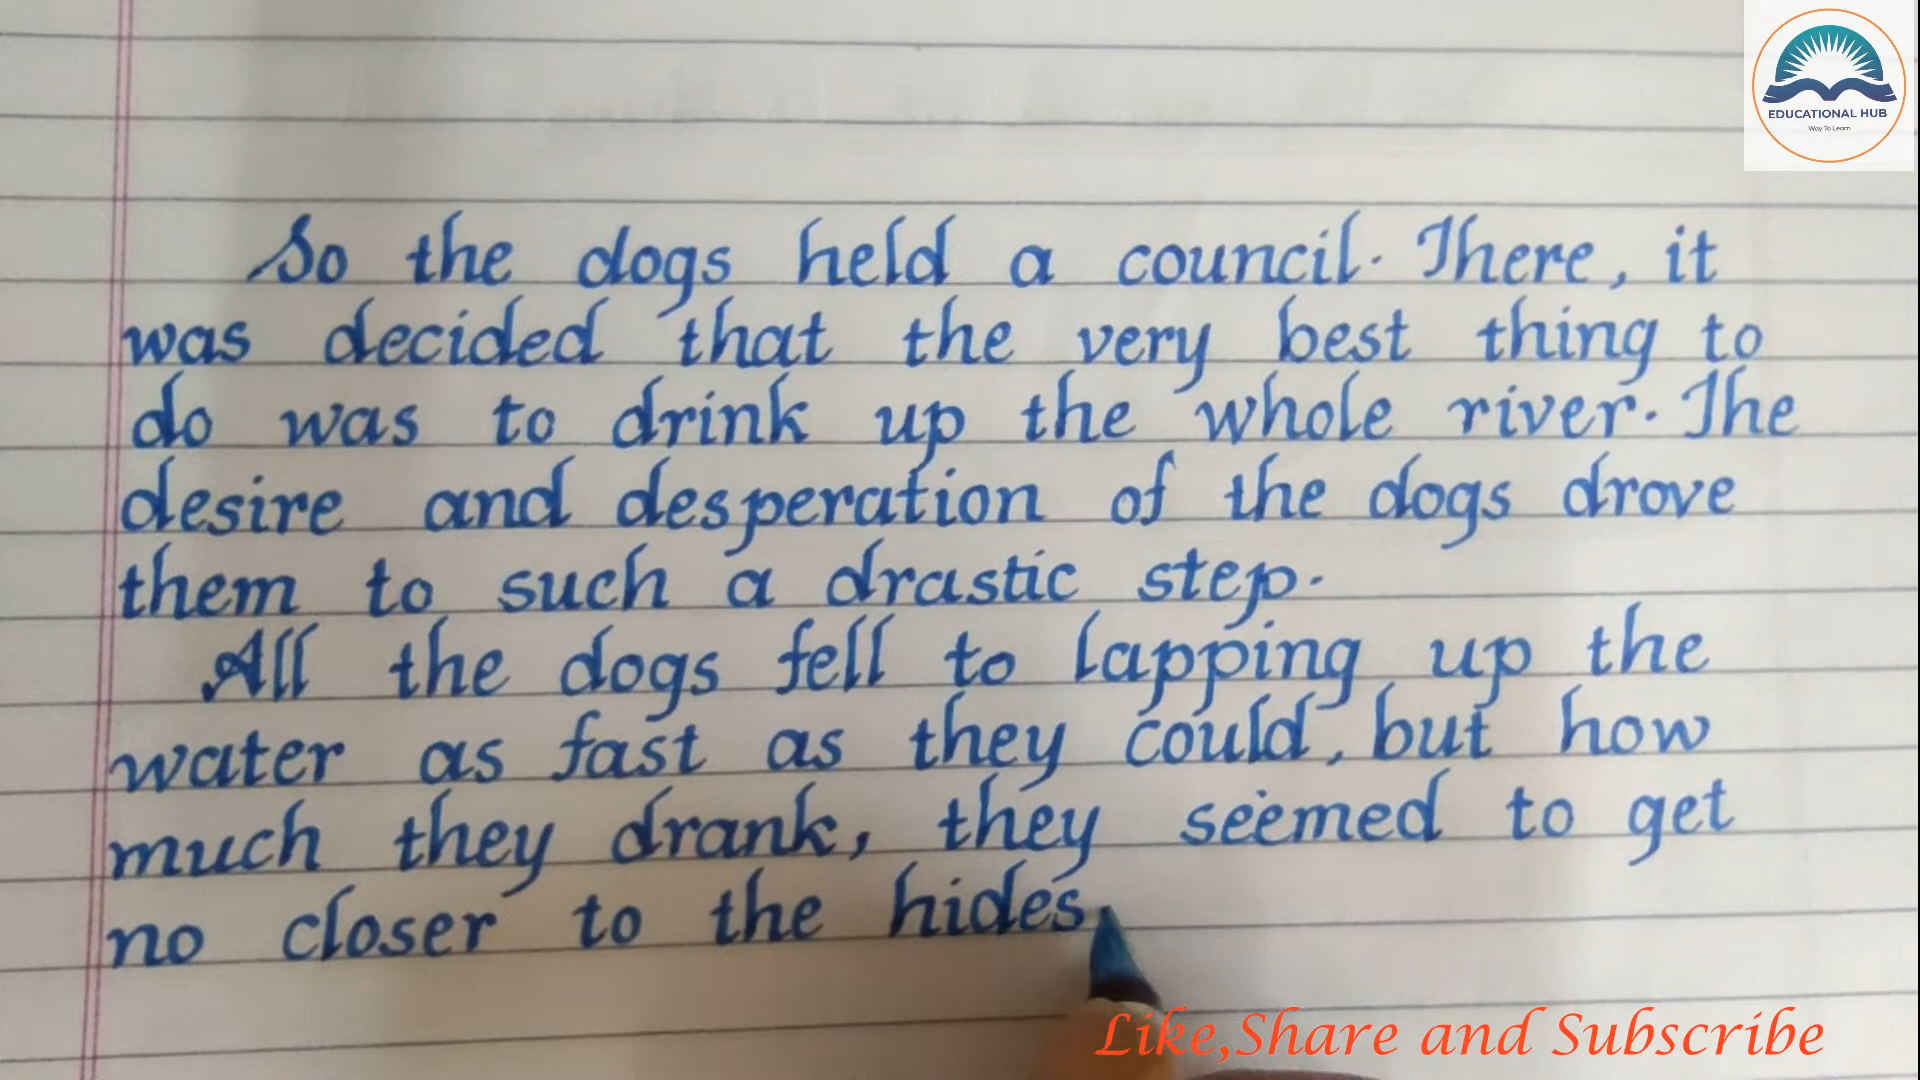 EDUCATIONAL HUB
Way To Learn
So the dogs held a council. There, it
was decided that the very best thing to
do was to drink up the whole river. The
desire and desperation of the dogs drove
them to such a drastic step.
All the dogs fell to lapping up the
water as fast as they could, but how
much they drank, they seemed to get
no closer to the hides
Like,Share and Subscribe